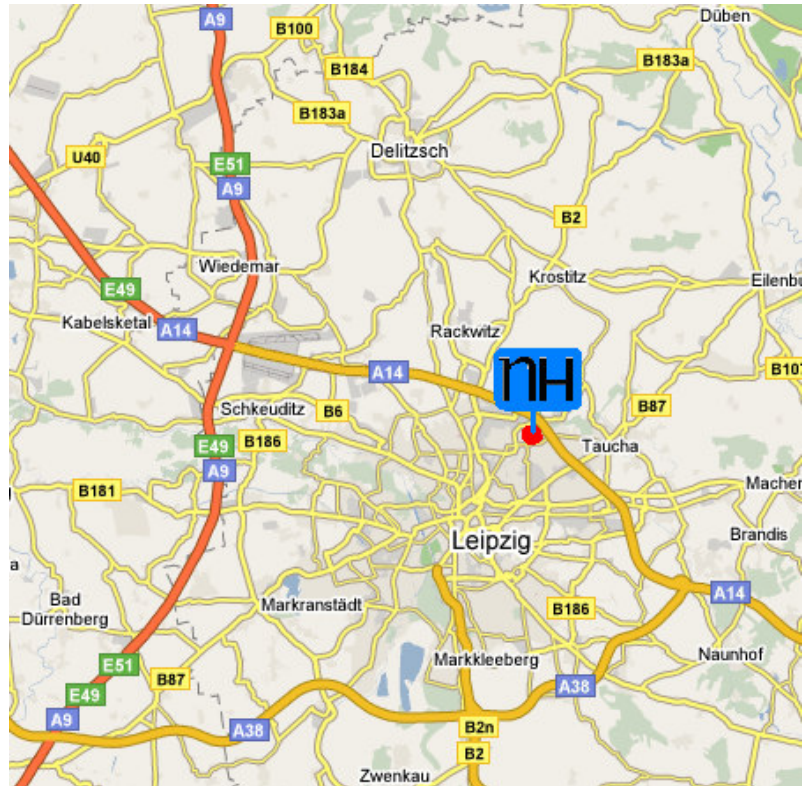 A9
Düben
B100
B184
B183a
B183a
Delitzsch
U40
E51
A9
B2
Wiedemar
Krostitz
Eilenbu
E49
Kabelsketal
A14
Rackwitz
A14
B107
nH
Schkeuditz
B6
B87
E49
B186
Taucha
A9
B181
Macher
Leipzig
Brandis
a
Bad
Dürrenberg
Markranstädt
B186
A14
E51
Markkleeberg
Naunhof
B87
A38
E49
A9
A38
B2n
B2
Zwenkau